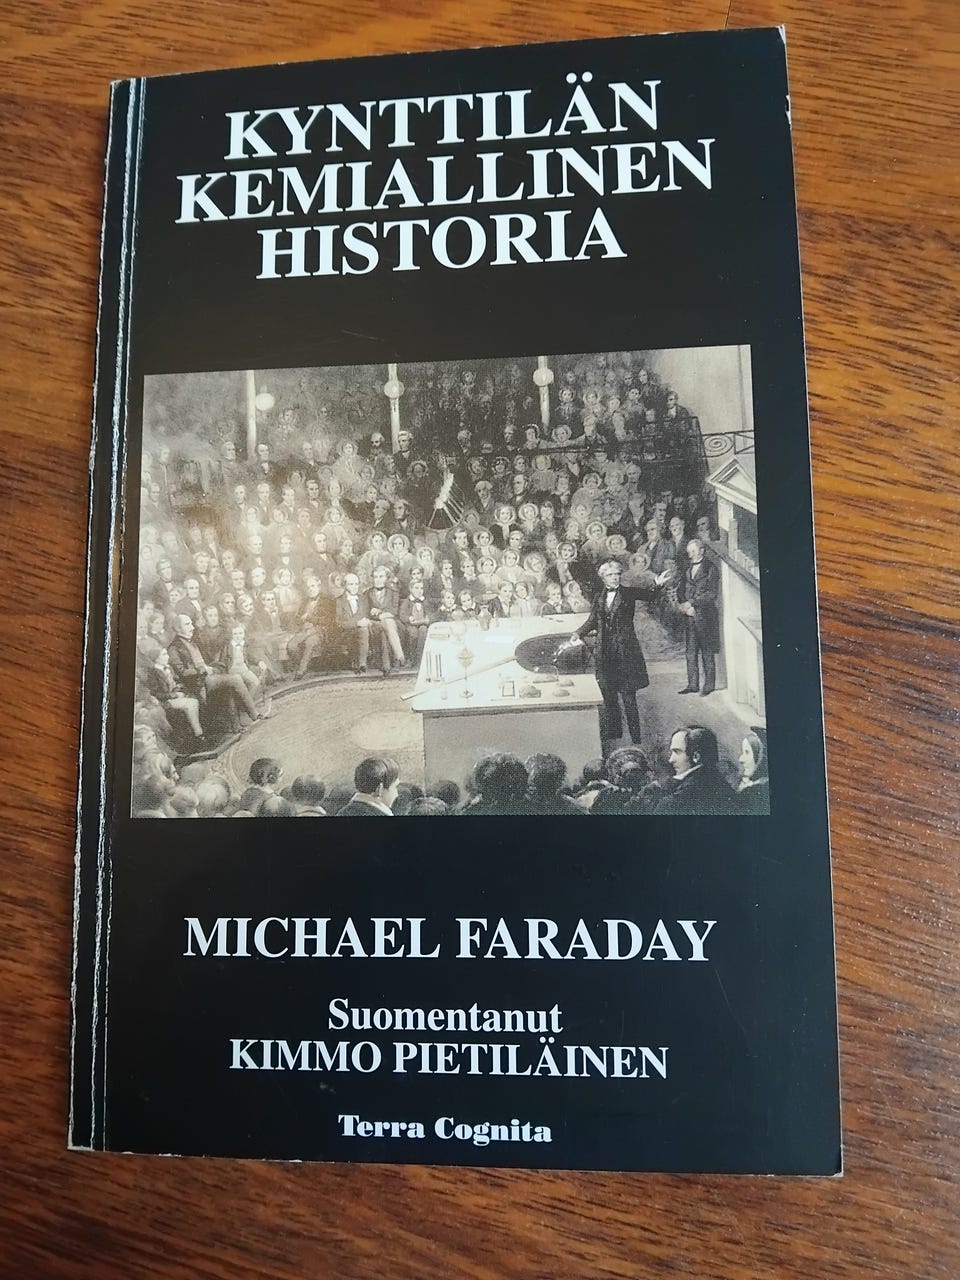 KYNTTILÄN
KEMIALLINEN
HISTORIA
MICHAEL FARADAY
Suomentanut
KIMMO PIETILÄINEN
Terra Cognita